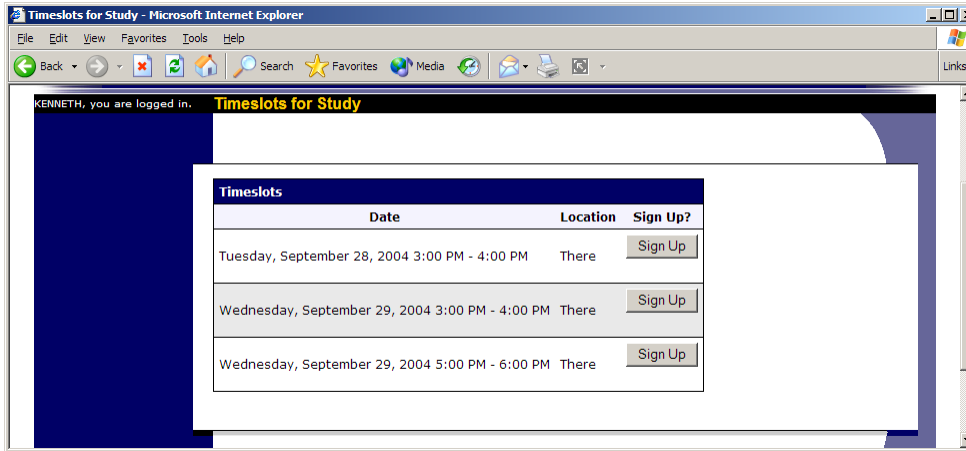 Timeslots for Study - Microsoft Internet Explorer
File Edit View Favorites Tools Help
Back Search Favorites Media Links
KENNETH, you are logged in. Timeslots for Study
Timeslots
Date Location Sign Up?
Tuesday, September 28, 2004 3:00 PM - 4:00 PM There Sign Up
Wednesday, September 29, 2004 3:00 PM - 4:00 PM There Sign Up
Wednesday, September 29, 2004 5:00 PM - 6:00 PM There Sign Up